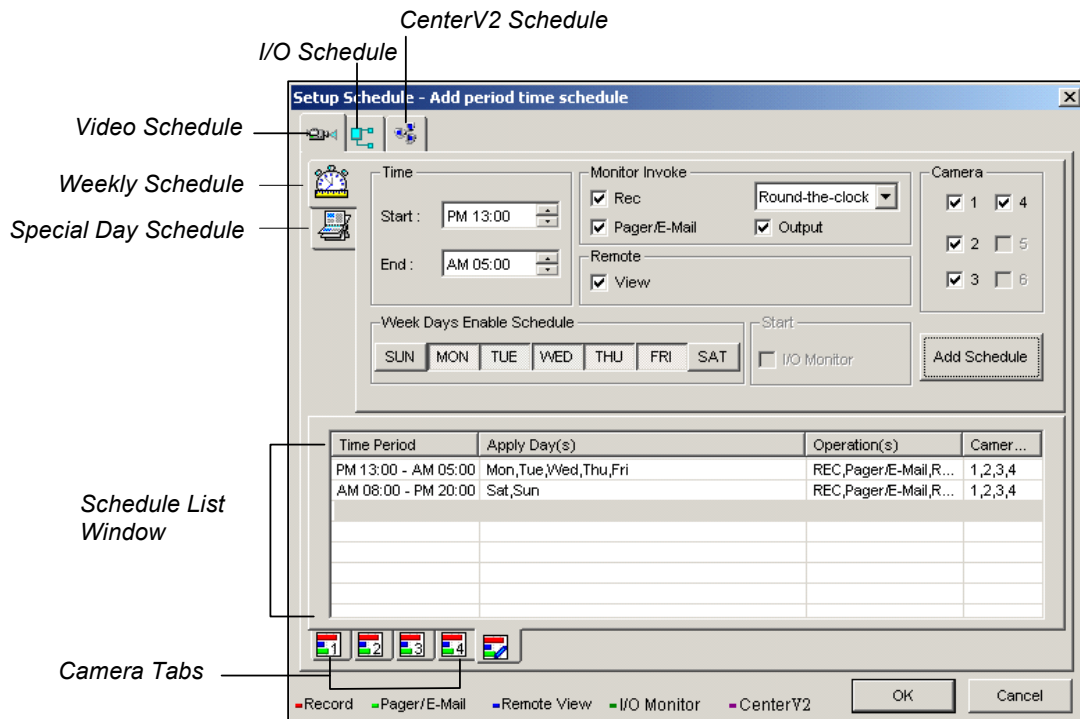 CenterV2 Schedule
I/O Schedule
Video Schedule
Weekly Schedule
Special Day Schedule
Schedule List
Window
Camera Tabs
Setup Schedule - Add period time schedule
Time
Start :
PM 13:00
End :
AM 05:00
Monitor Invoke
Rec
Round-the-clock
Pager/E-Mail
Output
Remote
View
Camera
1 4
2 5
3 6
Week Days Enable Schedule
SUN MON TUE WED THU FRI SAT
Start
I/O Monitor
Add Schedule
Time Period Apply Day(s) Operation(s) Camer...
PM 13:00 - AM 05:00 Mon,Tue,Wed,Thu,Fri REC,Pager/E-Mail,R... 1,2,3,4
AM 08:00 - PM 20:00 Sat,Sun REC,Pager/E-Mail,R... 1,2,3,4
1 2 3 4
Record Pager/E-Mail Remote View I/O Monitor CenterV2
OK Cancel